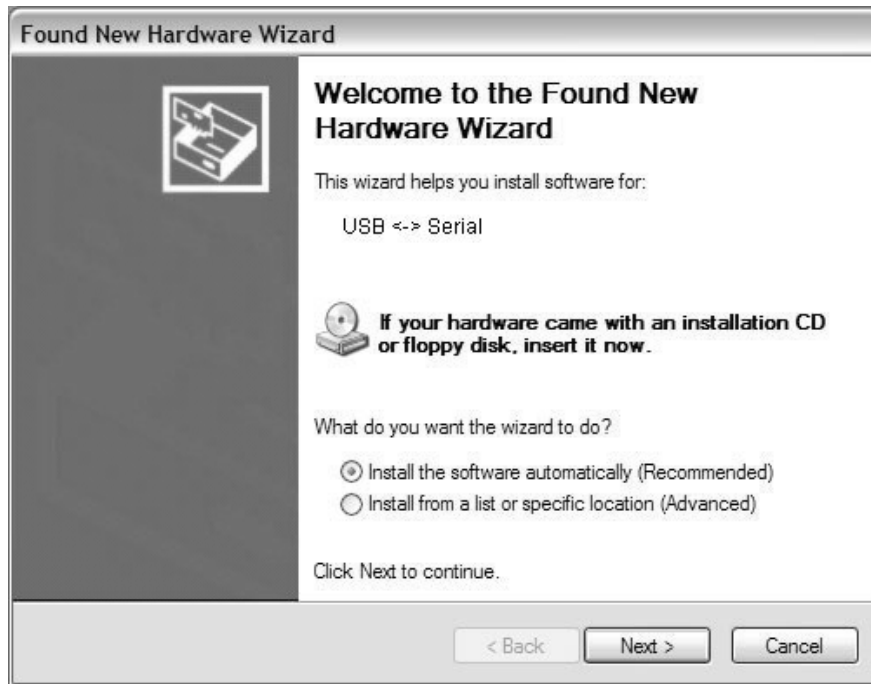 Found New Hardware Wizard
Welcome to the Found New
Hardware Wizard
This wizard helps you install software for:
USB <-> Serial
If your hardware came with an installation CD
or floppy disk, insert it now.
What do you want the wizard to do?
Install the software automatically (Recommended)
Install from a list or specific location (Advanced)
Click Next to continue.
< Back Next > Cancel